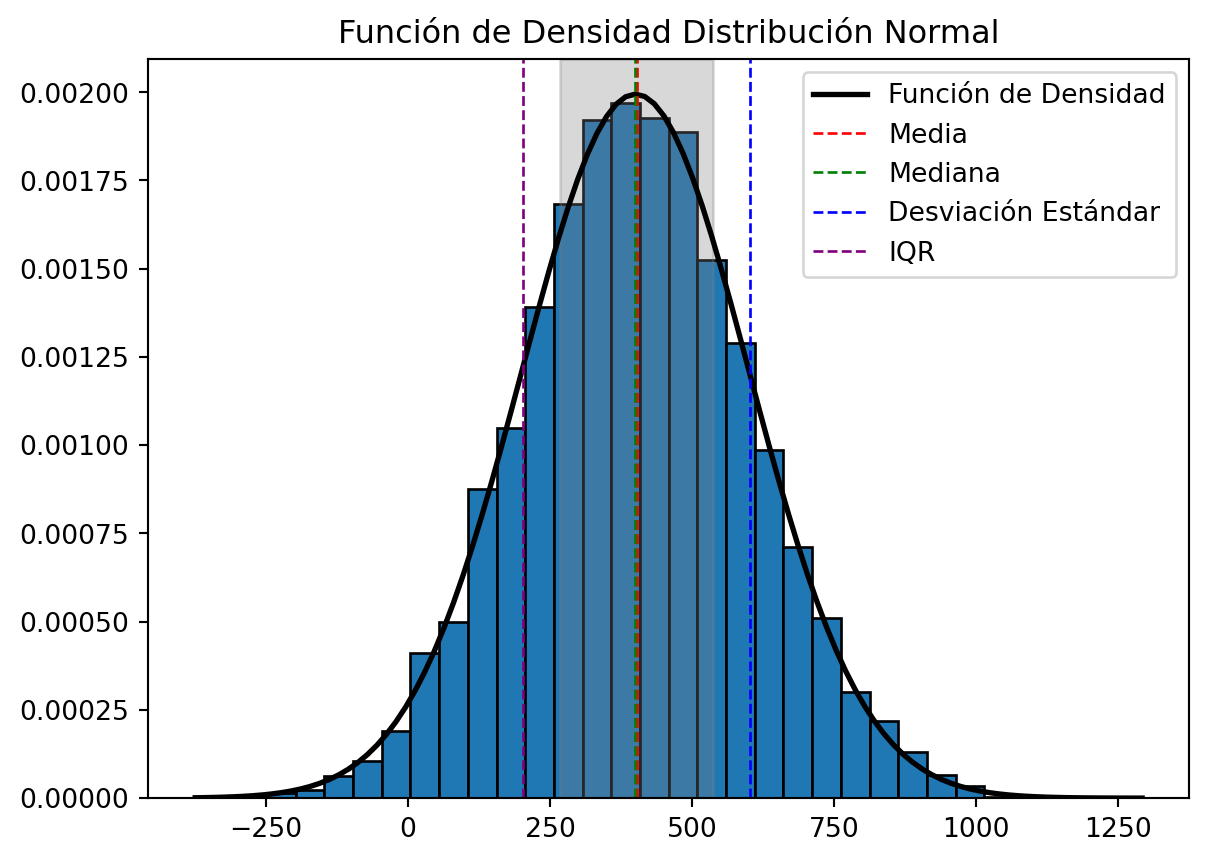 Función de Densidad Distribución Normal
Función de Densidad
Media
Mediana
Desviación Estándar
IQR
0.00200
0.00175
0.00150
0.00125
0.00100
0.00075
0.00050
0.00025
0.00000
−250 0 250 500 750 1000 1250